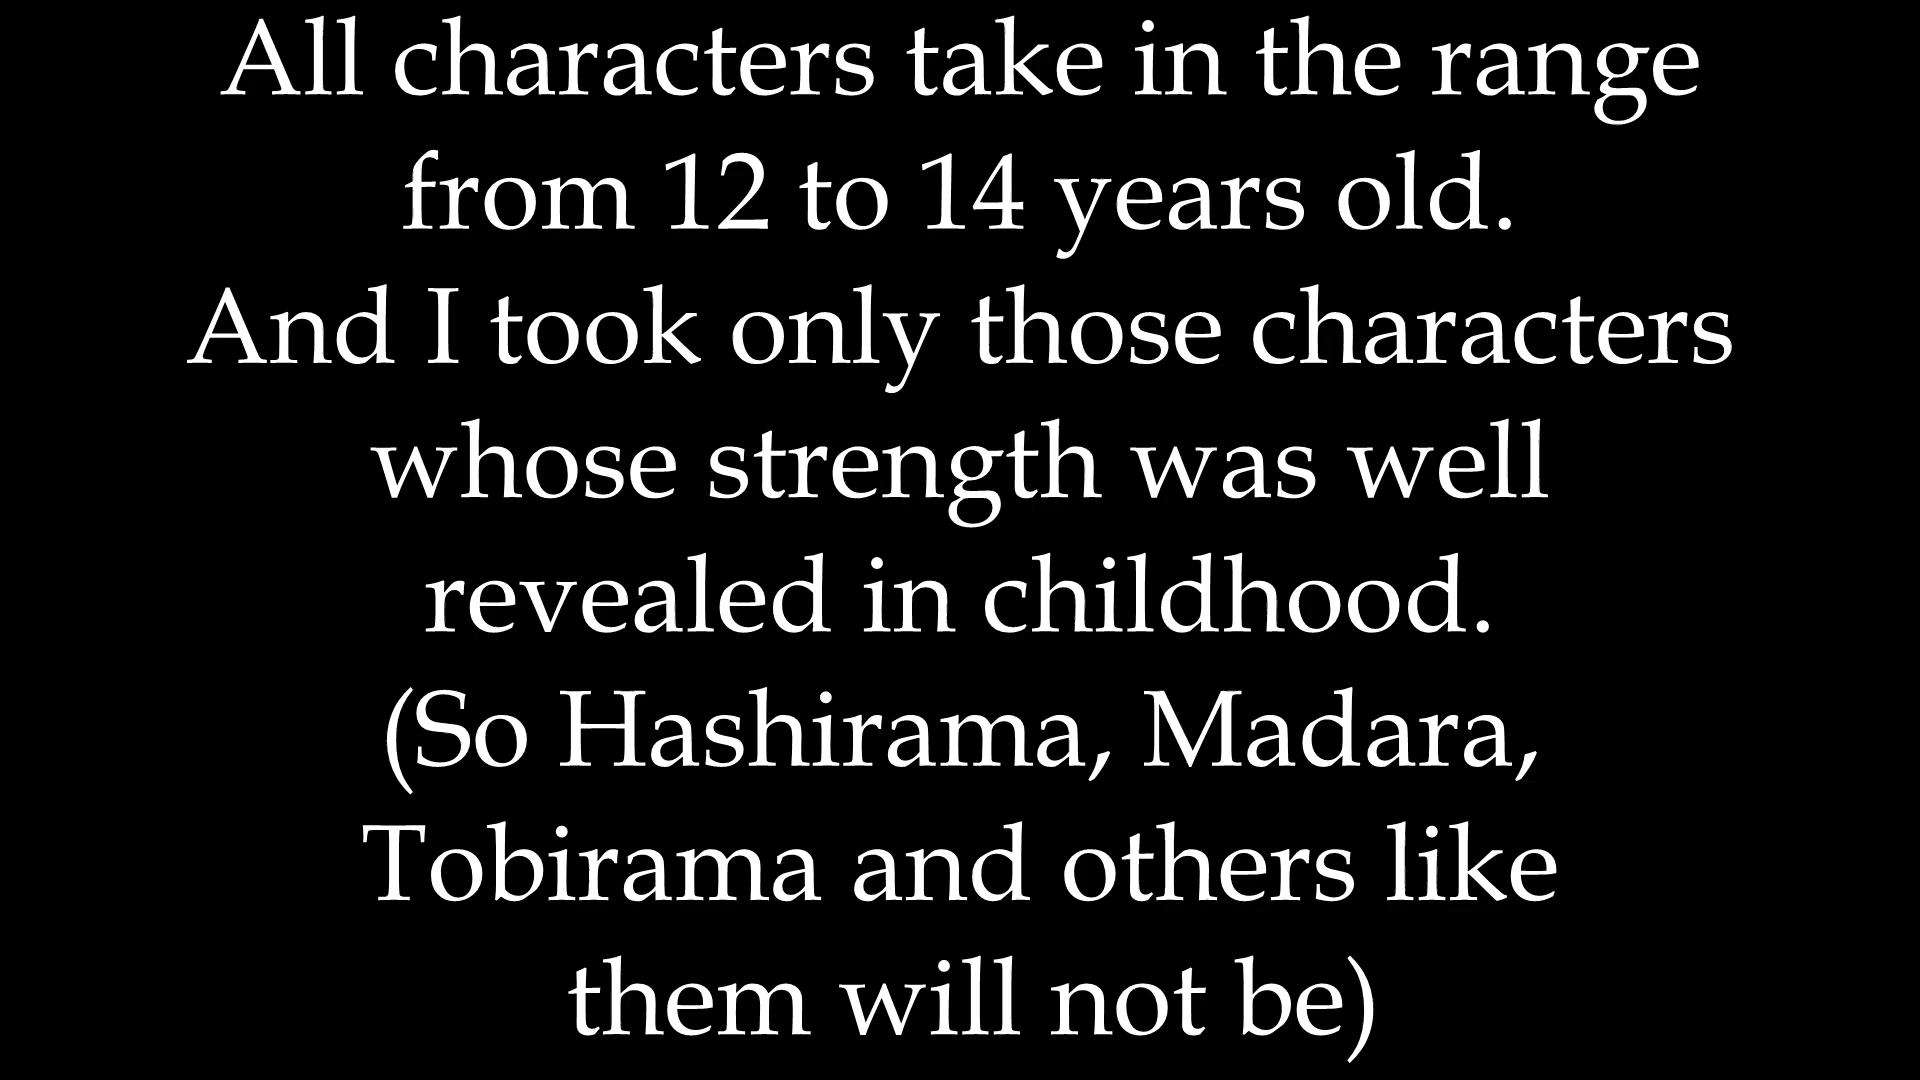 All characters take in the range
from 12 to 14 years old.
And I took only those characters
whose strength was well
revealed in childhood.
(So Hashirama, Madara,
Tobirama and others like
them will not be)